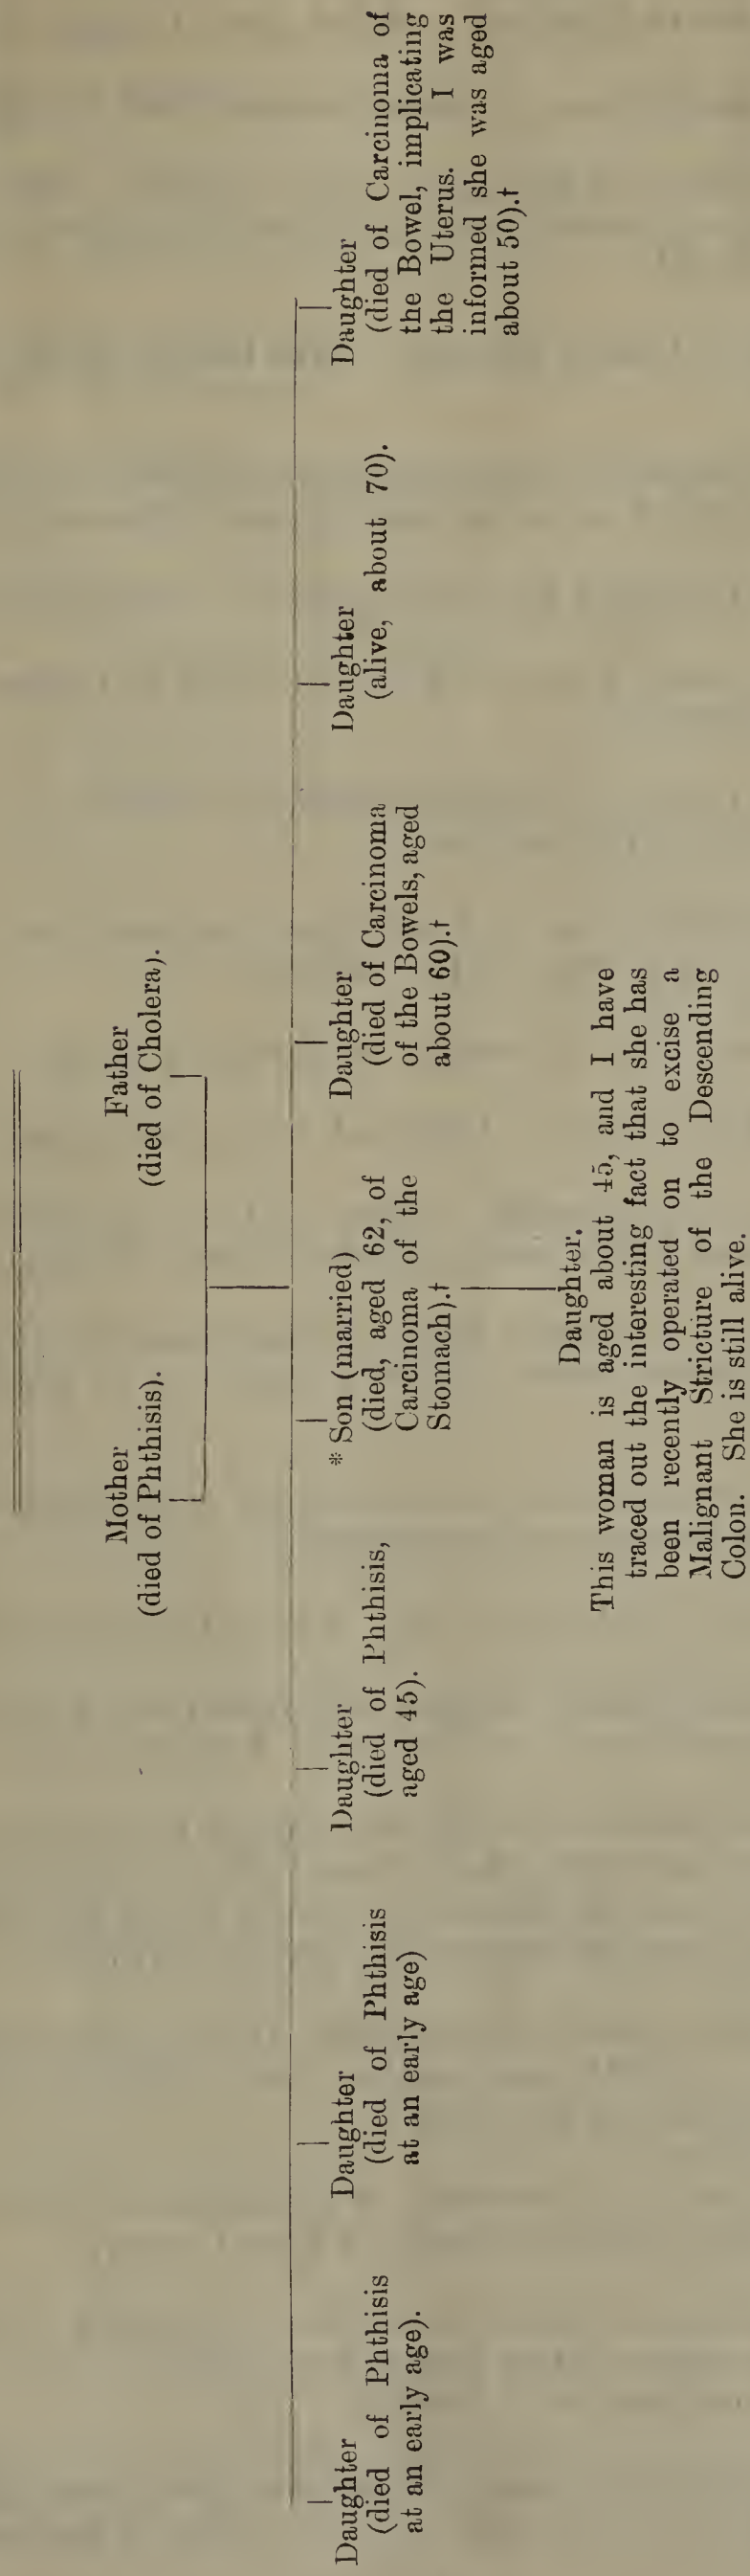 Mother
(died of Phthisis).
Father
(died of Cholera).
Daughter
(died of Phthisis
at an early age).
Daughter
(died of Phthisis
at an early age)
Daughter
(died of Phthisis,
aged 45).
* Son (married)
(died, aged 62, of
Carcinoma of the
Stomach).†
Daughter
(died of Carcinoma
of the Bowels, aged
about 60).†
Daughter
(alive, about 70).
Daughter
(died of Carcinoma of
the Bowel, implicating
the Uterus. I was
informed she was aged
about 50).†
Daughter.
This woman is aged about 45, and I have
traced out the interesting fact that she has
been recently operated on to excise a
Malignant Stricture of the Descending
Colon. She is still alive.